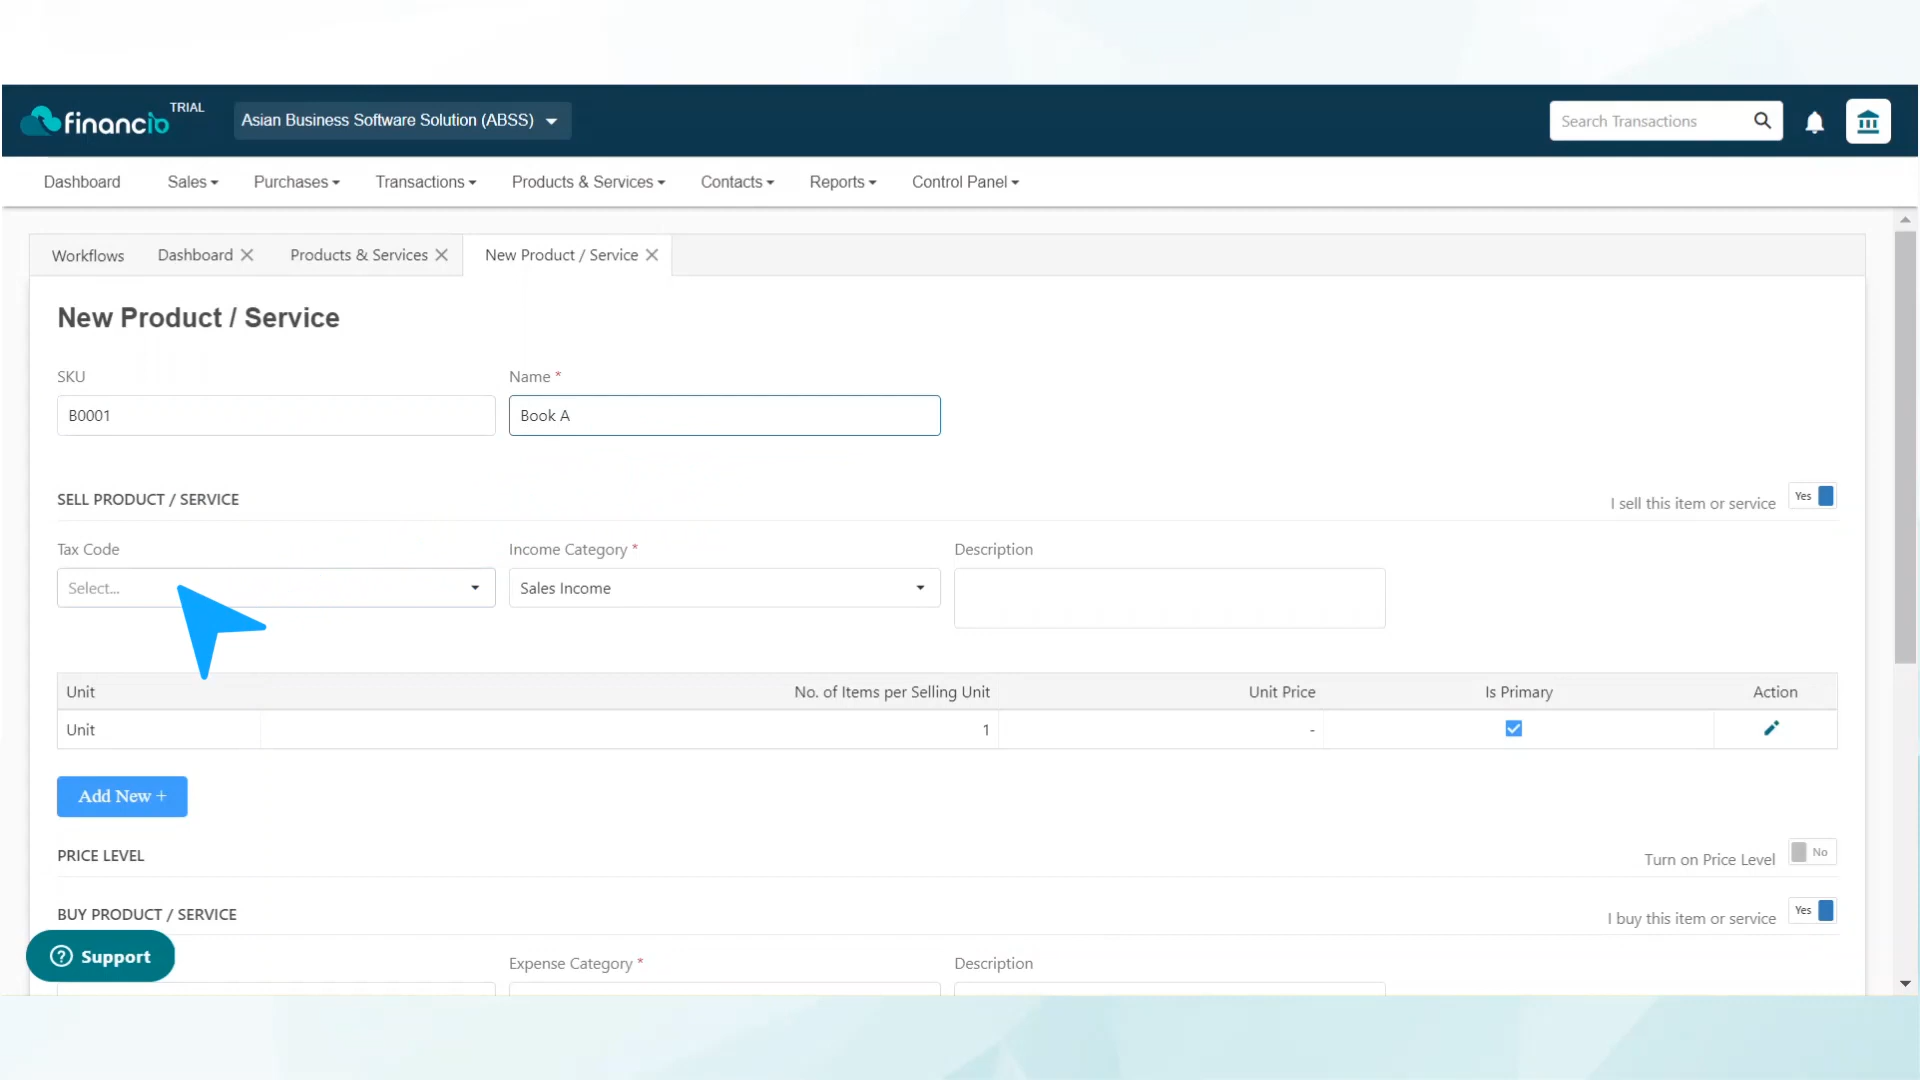 financio TRIAL
Asian Business Software Solution (ABSS)
Search Transactions
Dashboard Sales Purchases Transactions Products & Services Contacts Reports Control Panel
Workflows Dashboard Products & Services New Product / Service
New Product / Service
SKU Name *
B0001 Book A
SELL PRODUCT / SERVICE I sell this item or service Yes
Tax Code Income Category * Description
Select... Sales Income
Unit No. of Items per Selling Unit Unit Price Is Primary Action
Unit 1 -
Add New +
PRICE LEVEL Turn on Price Level No
BUY PRODUCT / SERVICE I buy this item or service Yes
? Support Expense Category * Description